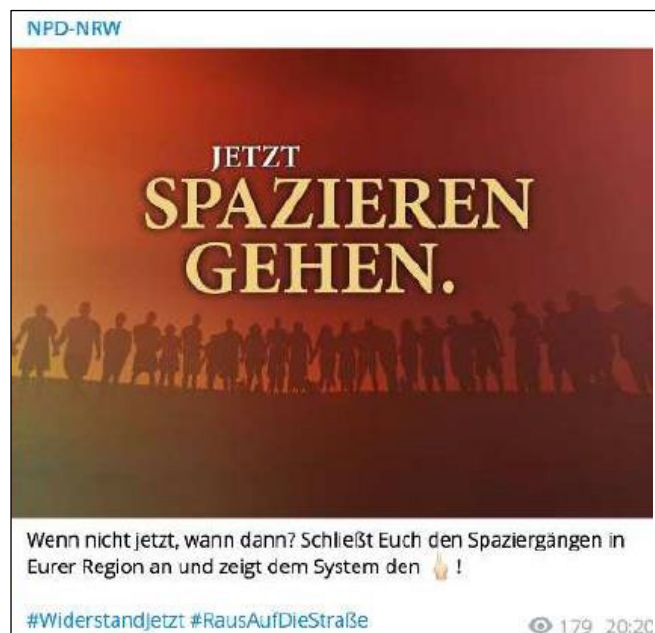 NPD-NRW
JETZT
SPAZIEREN
GEHEN.
Wenn nicht jetzt, wann dann? Schließt Euch den Spaziergängen in
Eurer Region an und zeigt dem System den 🖕🏻 !
#WiderstandJetzt #RausAufDieStraße
179 20:20